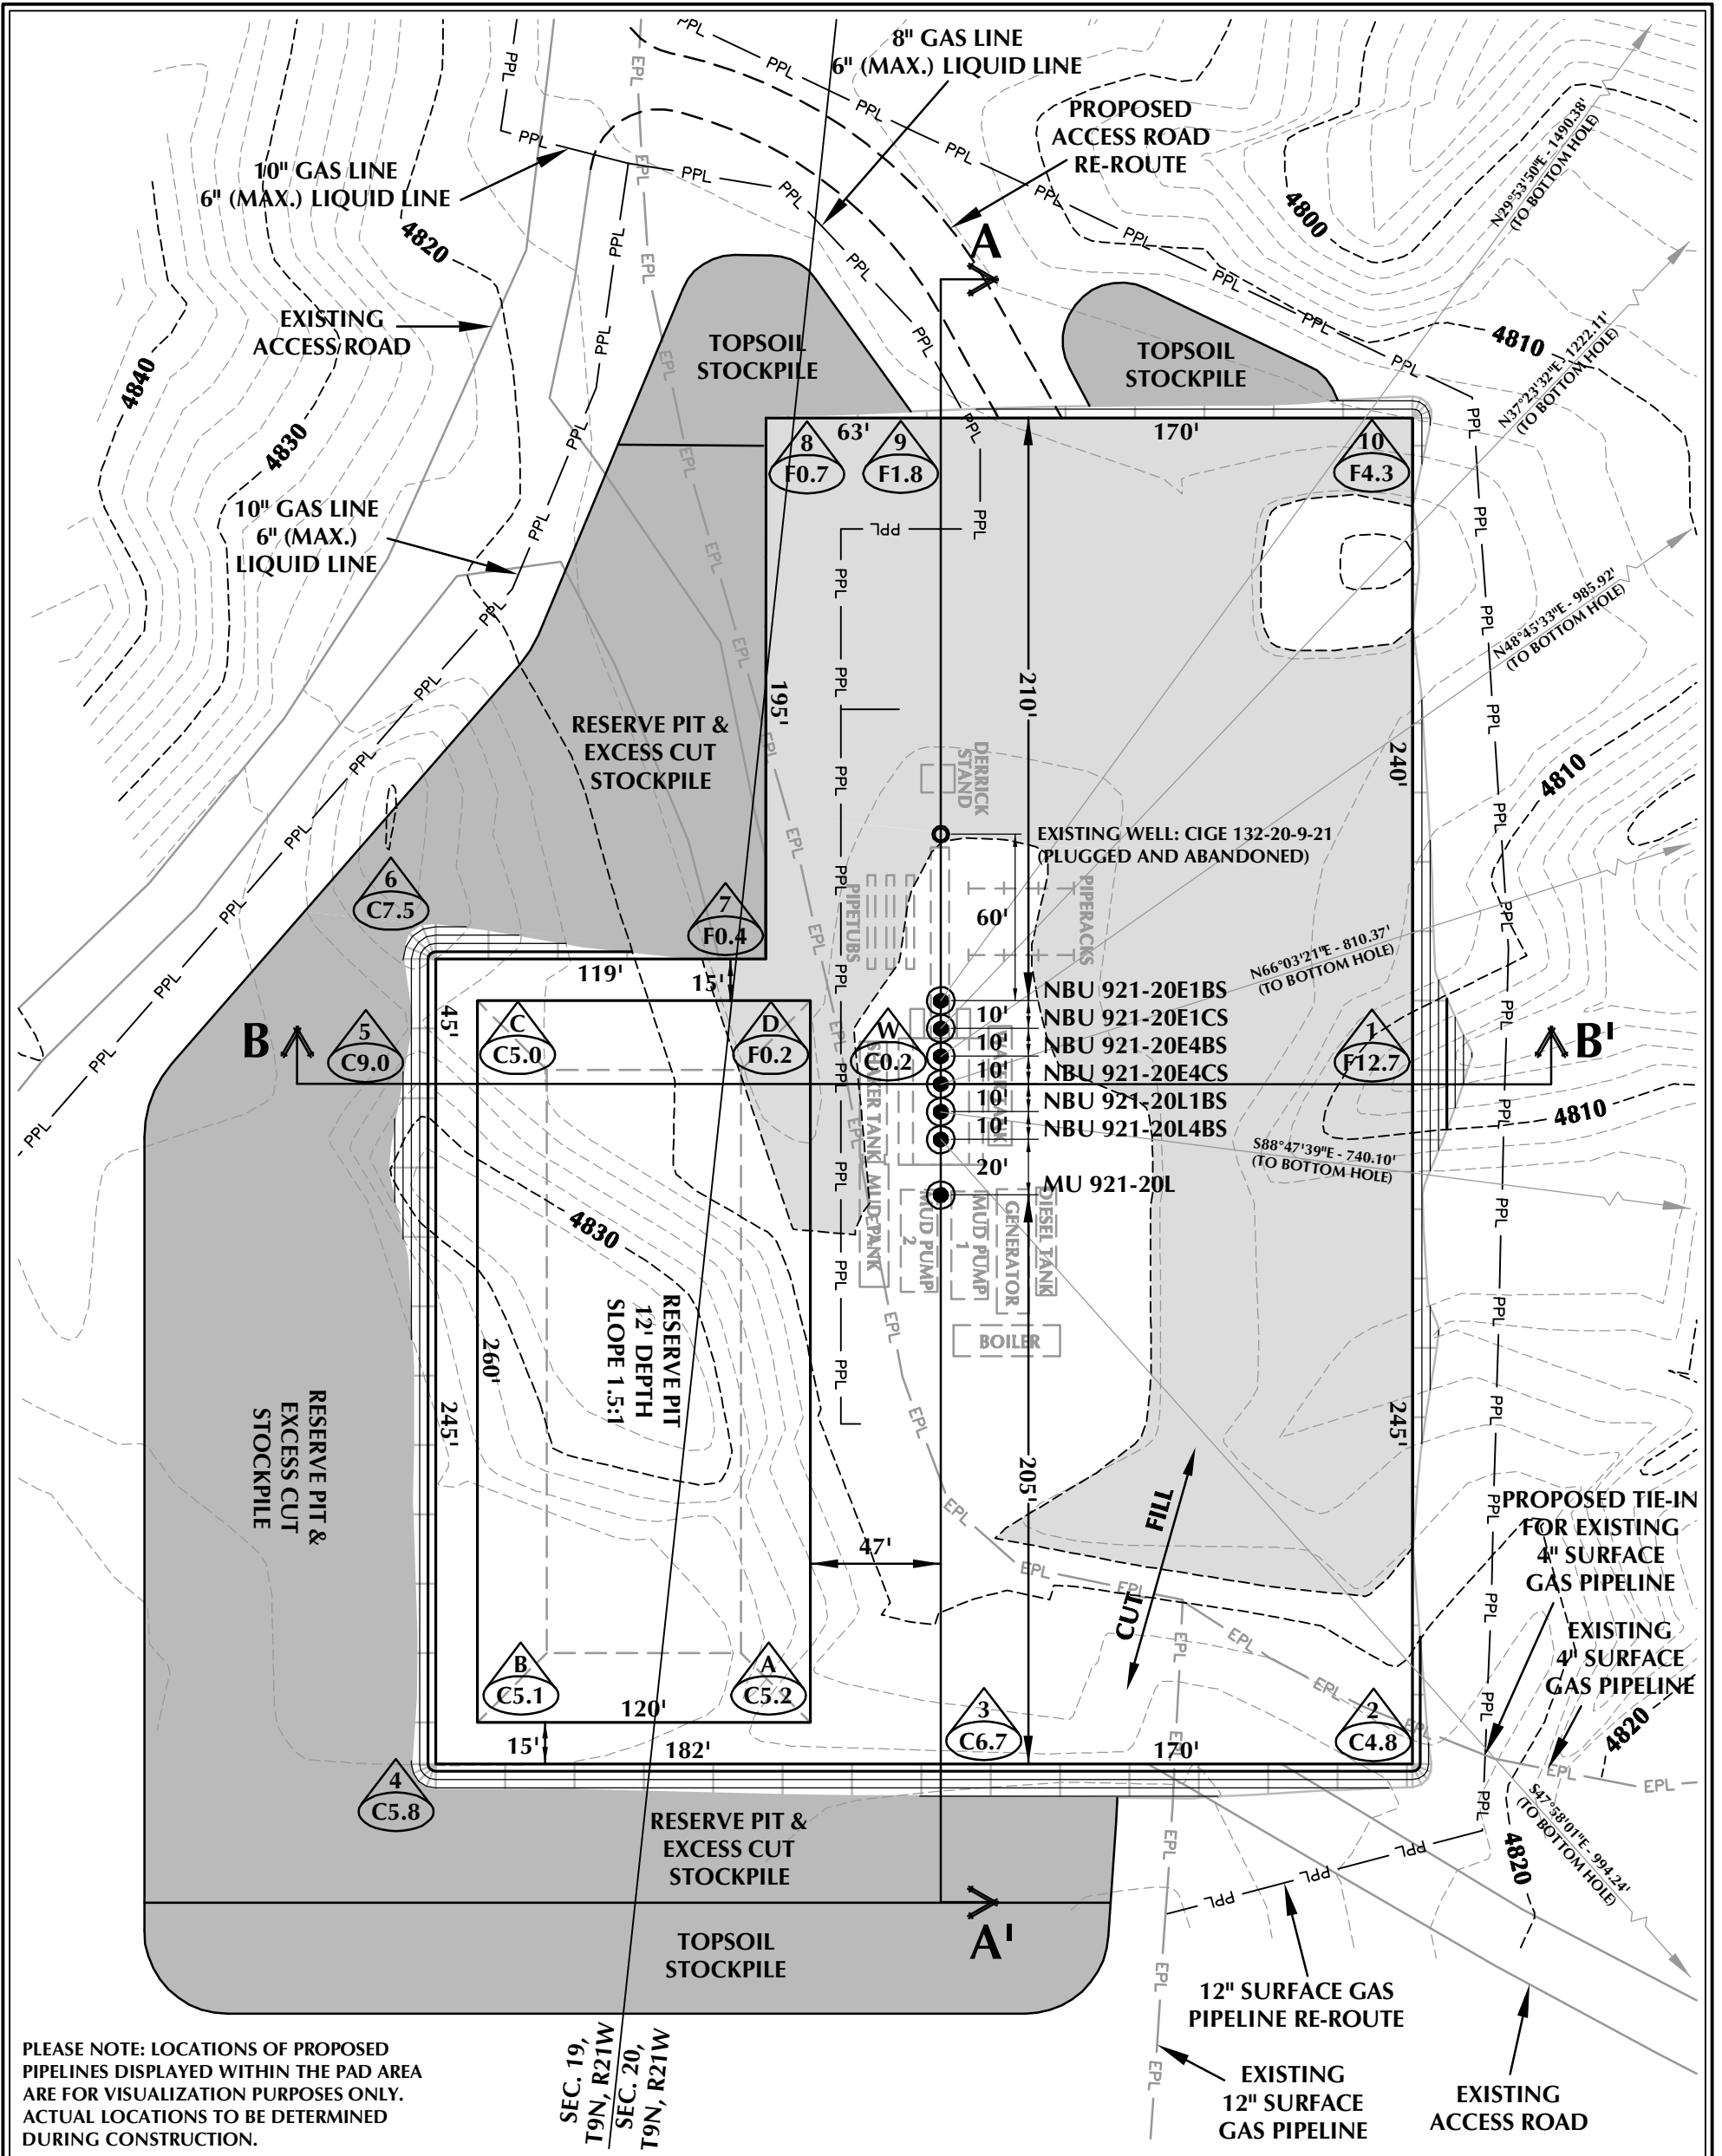 8" GAS LINE
6" (MAX.) LIQUID LINE
PROPOSED
ACCESS ROAD
RE-ROUTE
10" GAS LINE
6" (MAX.) LIQUID LINE
4820
4800
N29°53'50"E - 1490.38'
(TO BOTTOM HOLE)
A
EXISTING
ACCESS ROAD
TOPSOIL
STOCKPILE
TOPSOIL
STOCKPILE
4810
N37°23'32"E - 1222.11'
(TO BOTTOM HOLE)
4840
4830
63'
170'
8
F0.7
9
F1.8
10
F4.3
10" GAS LINE
6" (MAX.)
LIQUID LINE
N48°45'33"E - 985.92'
(TO BOTTOM HOLE)
195'
210'
240'
RESERVE PIT &
EXCESS CUT
STOCKPILE
DERRICK
STAND
4810
EXISTING WELL: CIGE 132-20-9-21
(PLUGGED AND ABANDONED)
6
C7.5
7
F0.4
PIPETUBS
60'
PIPERACKS
N66°03'21"E - 810.37'
(TO BOTTOM HOLE)
119'
15'
45'
NBU 921-20E1BS
10'
NBU 921-20E1CS
10'
NBU 921-20E4BS
10'
NBU 921-20E4CS
10'
NBU 921-20L1BS
10'
NBU 921-20L4BS
20'
MU 921-20L
B
5
C9.0
C
C5.0
D
F0.2
W
C0.2
1
F12.7
B'
4810
S88°47'39"E - 740.10'
(TO BOTTOM HOLE)
SHAKER TANK
MUD TANK
WATER TANK
MUD PUMP
2
MUD PUMP
1
GENERATOR
DIESEL TANK
BOILER
4830
RESERVE PIT
12' DEPTH
SLOPE 1.5:1
260'
245'
245'
205'
RESERVE PIT &
EXCESS CUT
STOCKPILE
47'
FILL
CUT
PROPOSED TIE-IN
FOR EXISTING
4" SURFACE
GAS PIPELINE
EXISTING
4" SURFACE
GAS PIPELINE
B
C5.1
A
C5.2
120'
3
C6.7
2
C4.8
15'
182'
170'
4820
4
C5.8
RESERVE PIT &
EXCESS CUT
STOCKPILE
S47°58'01"E - 994.24'
(TO BOTTOM HOLE)
4820
A'
TOPSOIL
STOCKPILE
12" SURFACE GAS
PIPELINE RE-ROUTE
EXISTING
12" SURFACE
GAS PIPELINE
EXISTING
ACCESS ROAD
SEC. 19,
T9N, R21W
SEC. 20,
T9N, R21W
PLEASE NOTE: LOCATIONS OF PROPOSED
PIPELINES DISPLAYED WITHIN THE PAD AREA
ARE FOR VISUALIZATION PURPOSES ONLY.
ACTUAL LOCATIONS TO BE DETERMINED
DURING CONSTRUCTION.
PPL
EPL